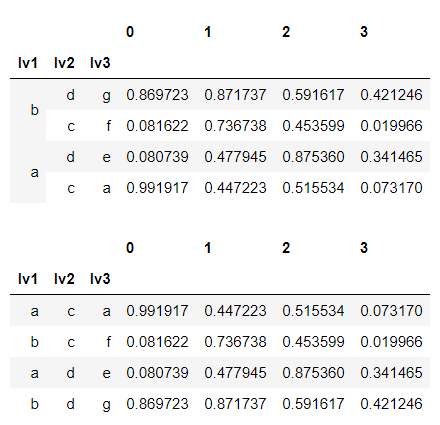 0 1 2 3
lv1 lv2 lv3
b d g 0.869723 0.871737 0.591617 0.421246
c f 0.081622 0.736738 0.453599 0.019966
a d e 0.080739 0.477945 0.875360 0.341465
c a 0.991917 0.447223 0.515534 0.073170
0 1 2 3
lv1 lv2 lv3
a c a 0.991917 0.447223 0.515534 0.073170
b c f 0.081622 0.736738 0.453599 0.019966
a d e 0.080739 0.477945 0.875360 0.341465
b d g 0.869723 0.871737 0.591617 0.421246